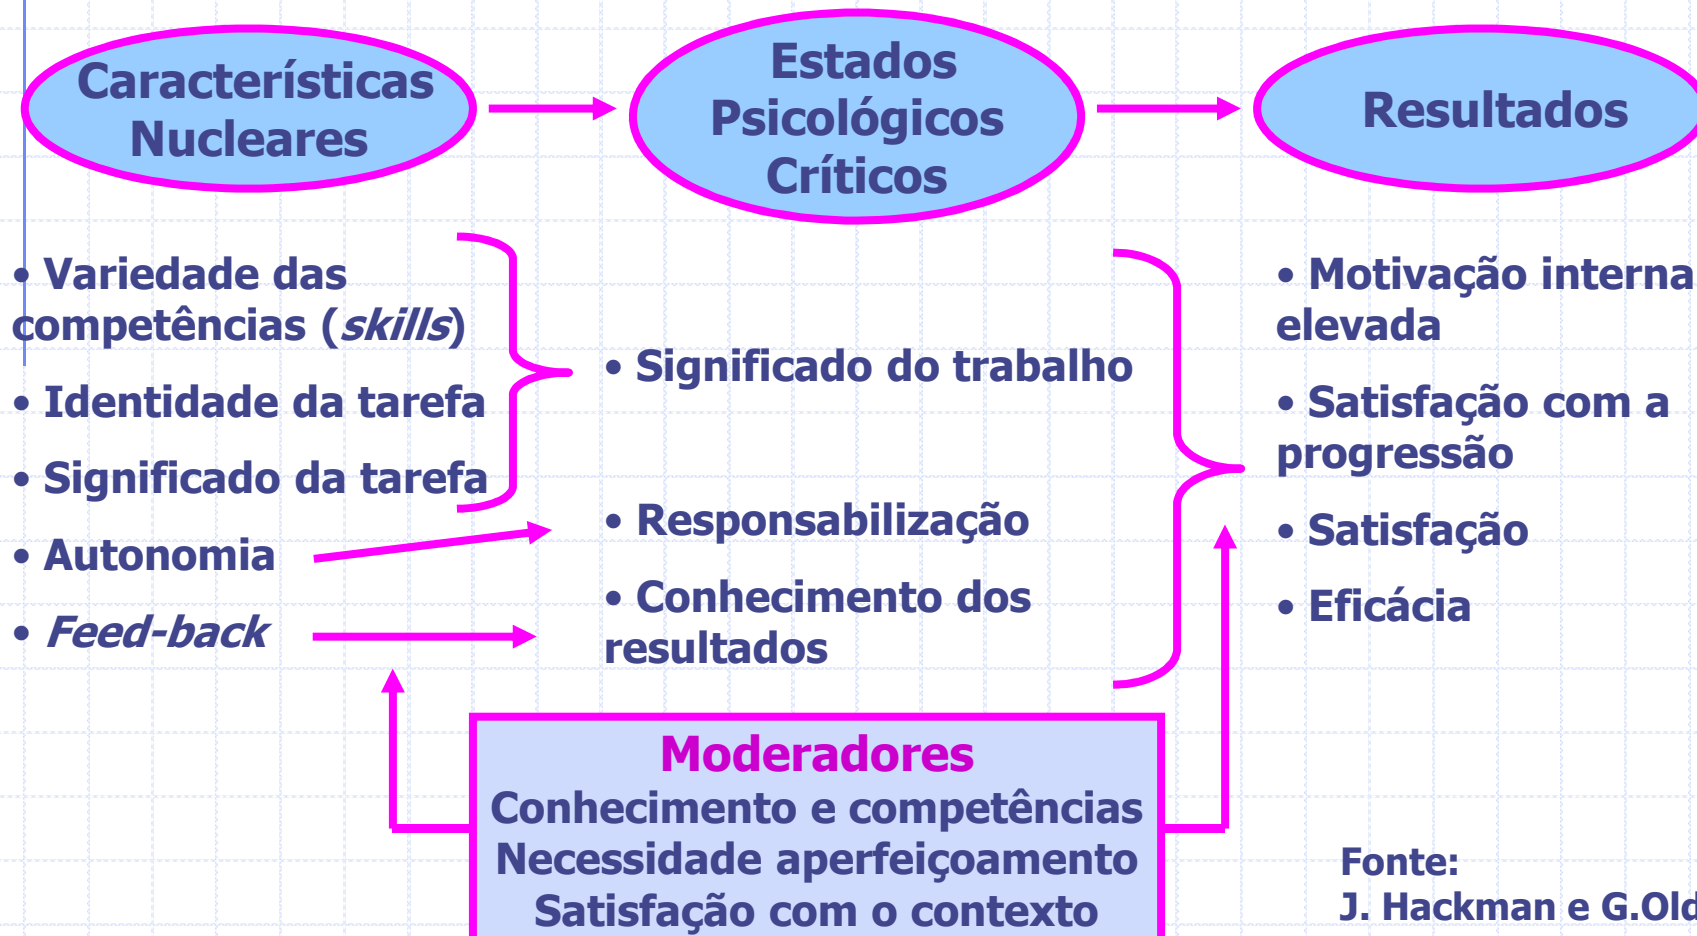 Características
Nucleares
Estados
Psicológicos
Críticos
Resultados
• Variedade das
competências (skills)
• Identidade da tarefa
• Significado da tarefa
• Autonomia
• Feed-back
• Significado do trabalho
• Responsabilização
• Conhecimento dos
resultados
• Motivação interna
elevada
• Satisfação com a
progressão
• Satisfação
• Eficácia
Moderadores
Conhecimento e competências
Necessidade aperfeiçoamento
Satisfação com o contexto
Fonte:
J. Hackman e G.Old